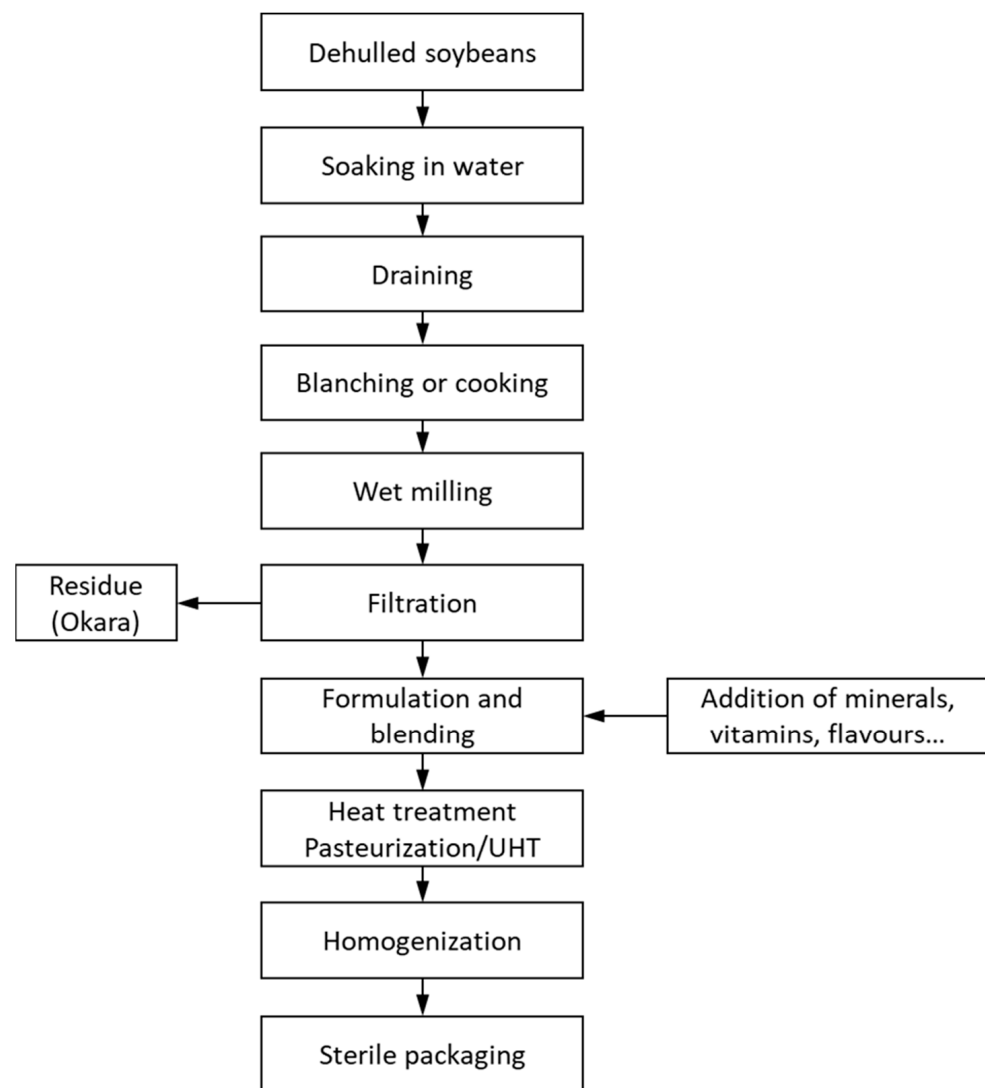 Dehulled soybeans
Soaking in water
Draining
Blanching or cooking
Wet milling
Residue
(Okara)
Filtration
Formulation and
blending
Addition of minerals,
vitamins, flavours...
Heat treatment
Pasteurization/UHT
Homogenization
Sterile packaging